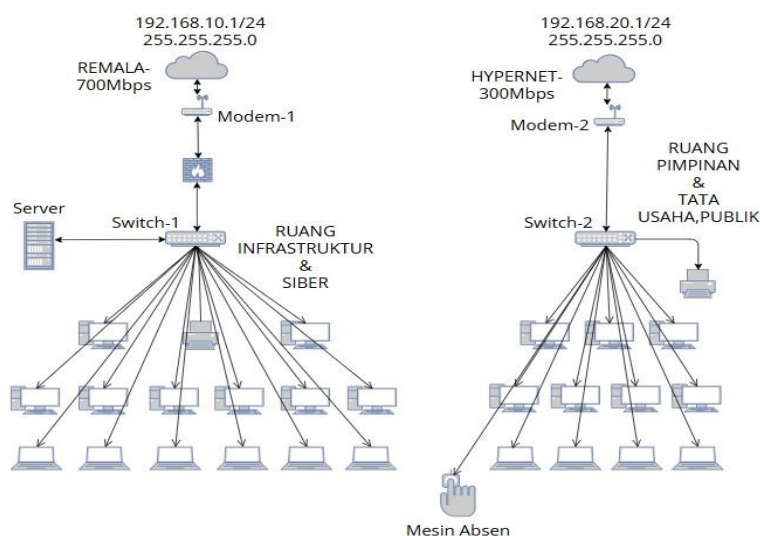 192.168.10.1/24
255.255.255.0
REMALA-
700Mbps
Modem-1
Server
Switch-1
RUANG
INFRASTRUKTUR
&
SIBER
192.168.20.1/24
255.255.255.0
HYPERNET-
300Mbps
Modem-2
RUANG
PIMPINAN
&
TATA
USAHA,PUBLIK
Switch-2
Mesin Absen